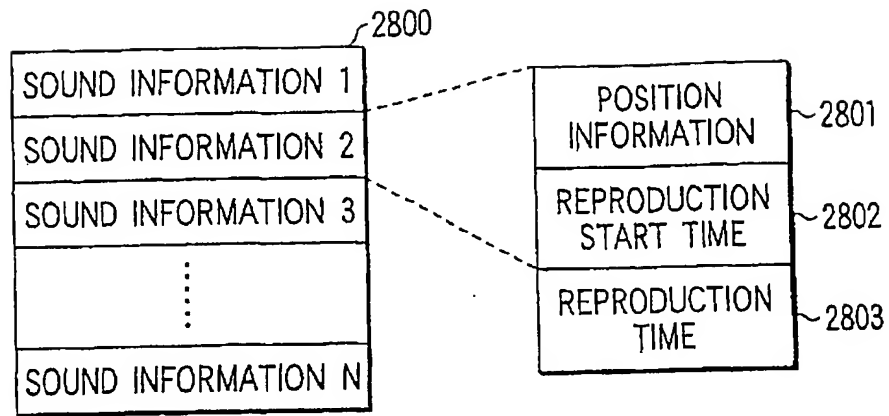 2800
SOUND INFORMATION 1
SOUND INFORMATION 2
SOUND INFORMATION 3
SOUND INFORMATION N
POSITION
INFORMATION
2801
REPRODUCTION
START TIME
2802
REPRODUCTION
TIME
2803